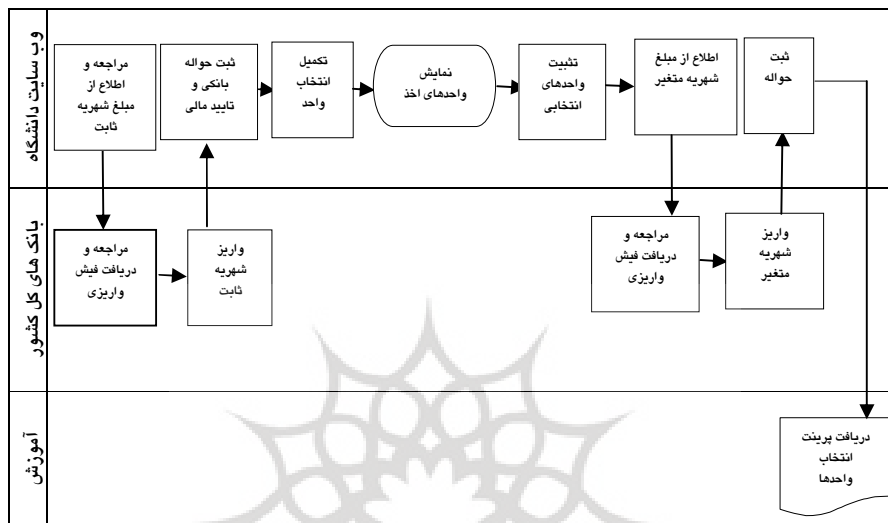 وب سایت دانشگاه
مراجعه و
اطلاع از
مبلغ شهریه
ثابت
ثبت حواله
بانکی و
تایید مالی
تکمیل
انتخاب
واحد
نمایش
واحدهای اخذ
تثبیت
واحدهای
انتخابی
اطلاع از مبلغ
شهریه متغیر
ثبت
حواله
بانک های کل کشور
مراجعه و
دریافت فیش
واریزی
واریز
شهریه
ثابت
مراجعه و
دریافت فیش
واریزی
واریز
شهریه
متغیر
آموزش
دریافت پرینت
انتخاب
واحدها